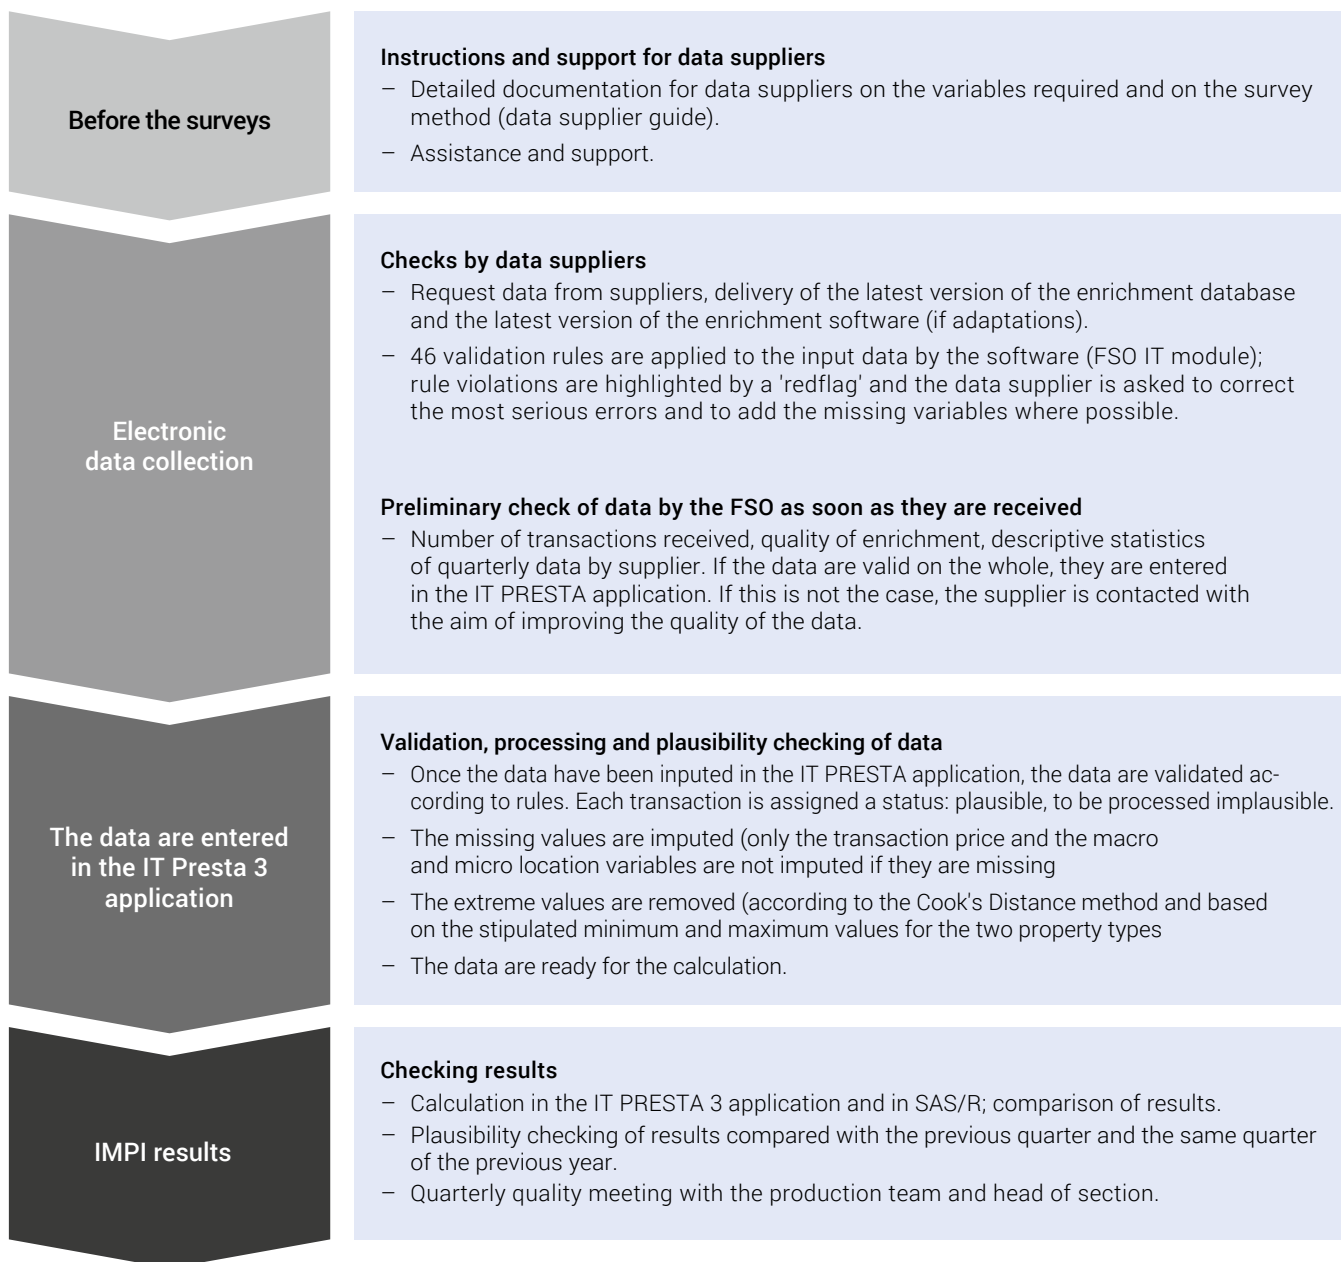 Before the surveys
Instructions and support for data suppliers
– Detailed documentation for data suppliers on the variables required and on the survey
method (data supplier guide).
– Assistance and support.
Electronic
data collection
Checks by data suppliers
– Request data from suppliers, delivery of the latest version of the enrichment database
and the latest version of the enrichment software (if adaptations).
– 46 validation rules are applied to the input data by the software (FSO IT module);
rule violations are highlighted by a 'redflag' and the data supplier is asked to correct
the most serious errors and to add the missing variables where possible.
Preliminary check of data by the FSO as soon as they are received
– Number of transactions received, quality of enrichment, descriptive statistics
of quarterly data by supplier. If the data are valid on the whole, they are entered
in the IT PRESTA application. If this is not the case, the supplier is contacted with
the aim of improving the quality of the data.
The data are entered
in the IT Presta 3
application
Validation, processing and plausibility checking of data
– Once the data have been inputed in the IT PRESTA application, the data are validated ac-
cording to rules. Each transaction is assigned a status: plausible, to be processed implausible.
– The missing values are imputed (only the transaction price and the macro
and micro location variables are not imputed if they are missing
– The extreme values are removed (according to the Cook's Distance method and based
on the stipulated minimum and maximum values for the two property types
– The data are ready for the calculation.
IMPI results
Checking results
– Calculation in the IT PRESTA 3 application and in SAS/R; comparison of results.
– Plausibility checking of results compared with the previous quarter and the same quarter
of the previous year.
– Quarterly quality meeting with the production team and head of section.